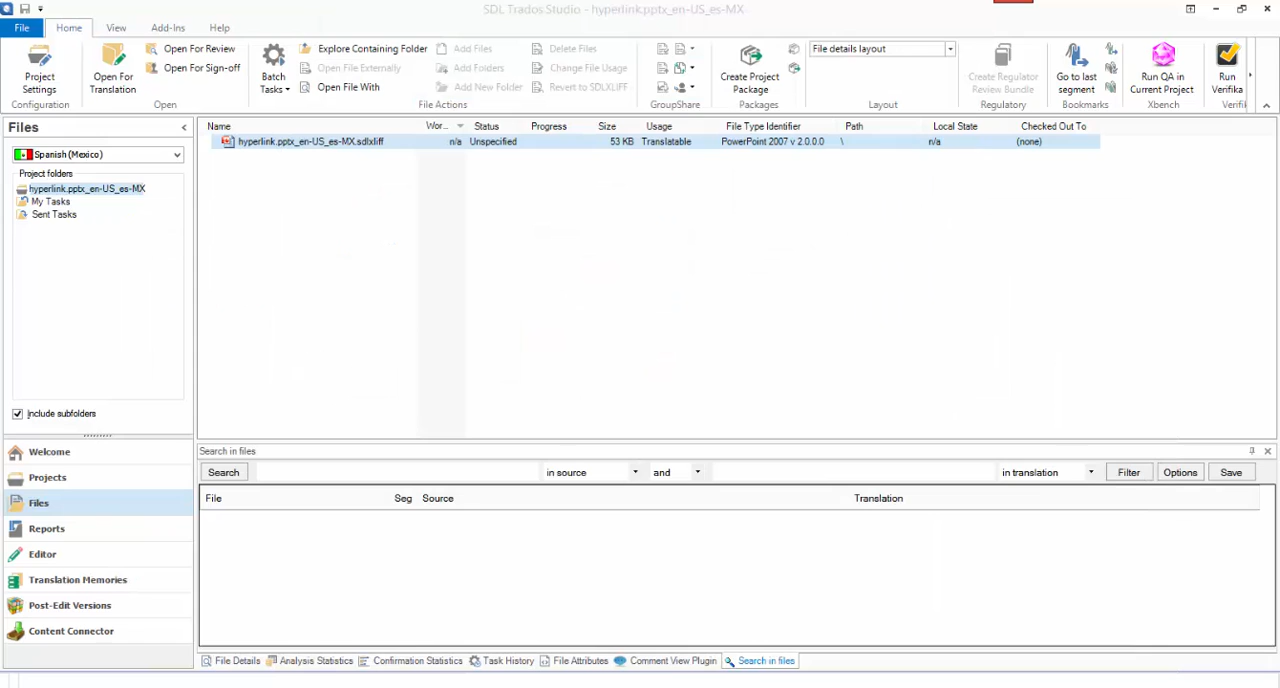 SDL Trados Studio - hyperlink.pptx_en-US_es-MX
File Home View Add-Ins Help
Project Settings
Open For Translation
Open For Review
Open For Sign-off
Batch Tasks
Explore Containing Folder
Open File Externally
Open File With
Add Files
Add Folders
Add New Folder
Delete Files
Change File Usage
Revert to SDLXLIFF
Create Project Package
File details layout
Create Regulator Review Bundle
Go to last segment
Run QA in Current Project
Run Verifika
Configuration Open File Actions GroupShare Packages Layout Regulatory Bookmarks Xbench Verifik
Files
Spanish (Mexico)
Project folders
hyperlink.pptx_en-US_es-MX
My Tasks
Sent Tasks
Include subfolders
Welcome
Projects
Files
Reports
Editor
Translation Memories
Post-Edit Versions
Content Connector
Name Wor... Status Progress Size Usage File Type Identifier Path Local State Checked Out To
hyperlink.pptx_en-US_es-MX.sdlxliff n/a Unspecified 53 KB Translatable PowerPoint 2007 v 2.0.0.0 \ n/a (none)
Search in files
Search in source and in translation Filter Options Save
File Seg Source Translation
File Details Analysis Statistics Confirmation Statistics Task History File Attributes Comment View Plugin Search in files